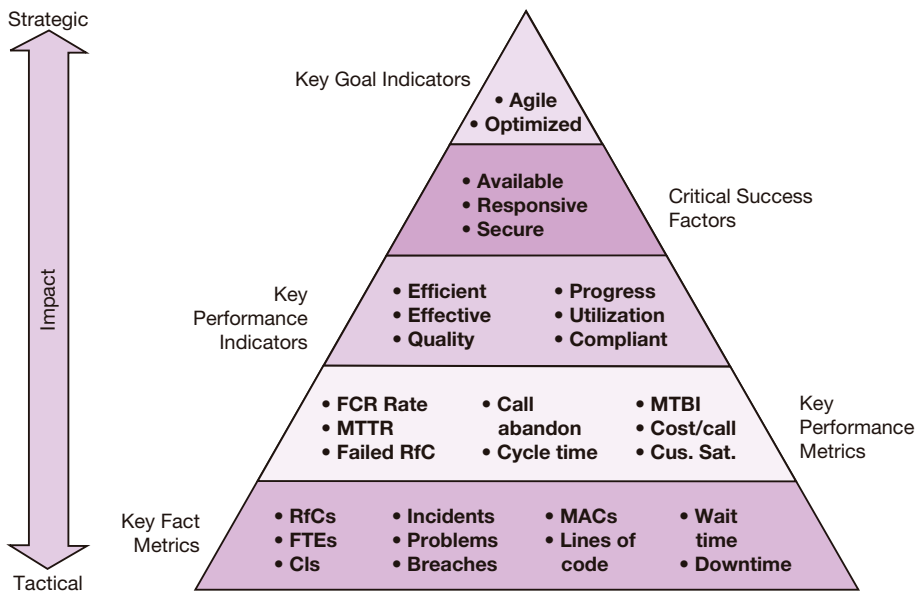 Strategic
Impact
Tactical
Key Goal Indicators
• Agile
• Optimized
• Available
• Responsive
• Secure
Critical Success
Factors
Key
Performance
Indicators
• Efficient
• Effective
• Quality
• Progress
• Utilization
• Compliant
• FCR Rate
• MTTR
• Failed RfC
• Call
abandon
• Cycle time
• MTBI
• Cost/call
• Cus. Sat.
Key
Performance
Metrics
Key Fact
Metrics
• RfCs
• FTEs
• CIs
• Incidents
• Problems
• Breaches
• MACs
• Lines of
code
• Wait
time
• Downtime